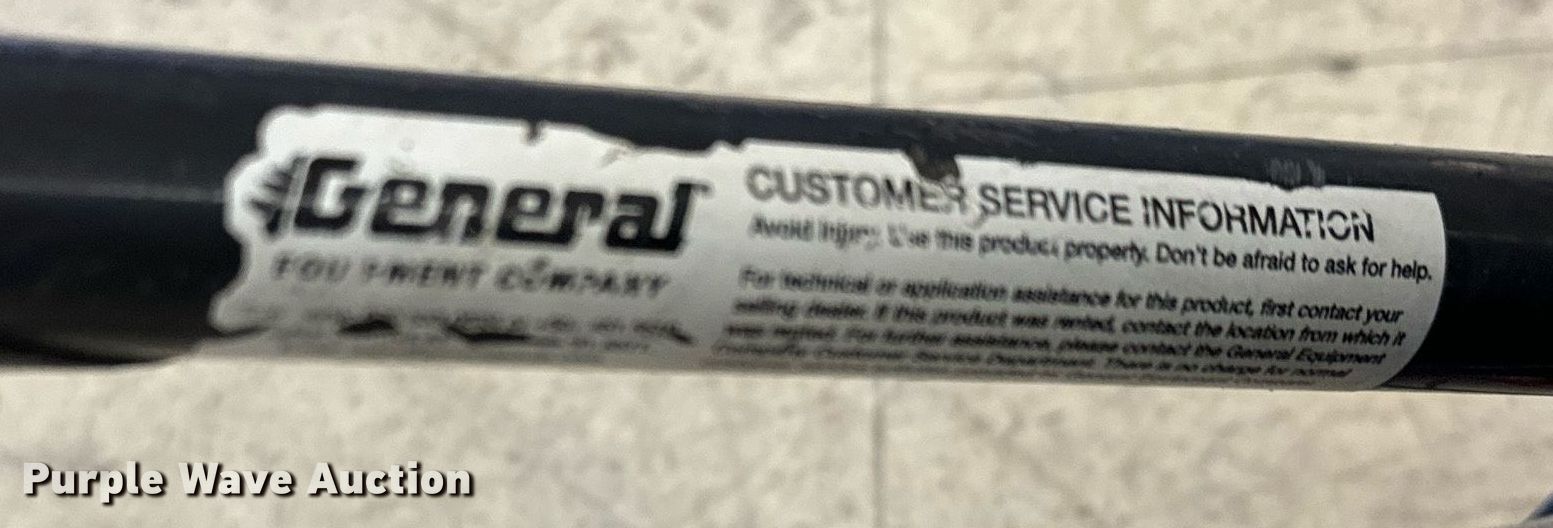 General
EQUIPMENT COMPANY
CUSTOMER SERVICE INFORMATION
Avoid injury. Use this product properly. Don't be afraid to ask for help.
For technical or application assistance for this product, first contact your
selling dealer. If this product was rented, contact the location from which it
was rented. For further assistance, please contact the General Equipment
Company Customer Service Department. There is no charge for normal
Purple Wave Auction